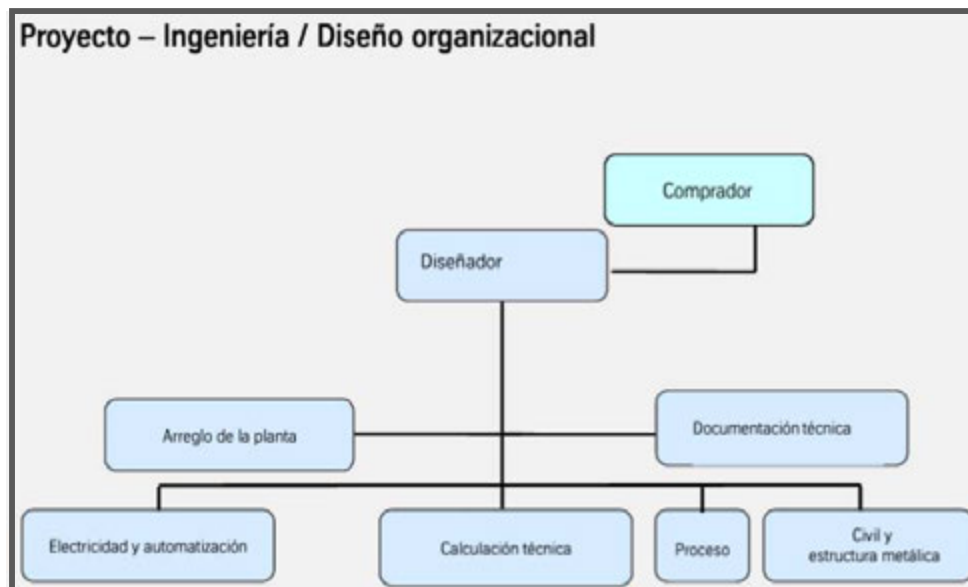 Proyecto – Ingeniería / Diseño organizacional
Comprador
Diseñador
Arreglo de la planta
Documentación técnica
Electricidad y automatización
Calculación técnica
Proceso
Civil y
estructura metálica